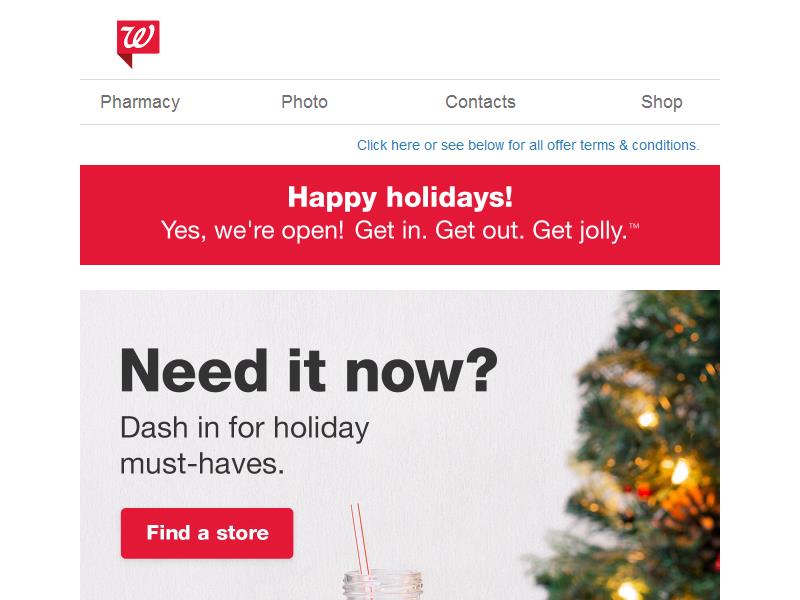 W
Pharmacy Photo Contacts Shop
Click here or see below for all offer terms & conditions.
Happy holidays!
Yes, we're open! Get in. Get out. Get jolly.™
Need it now?
Dash in for holiday
must-haves.
Find a store